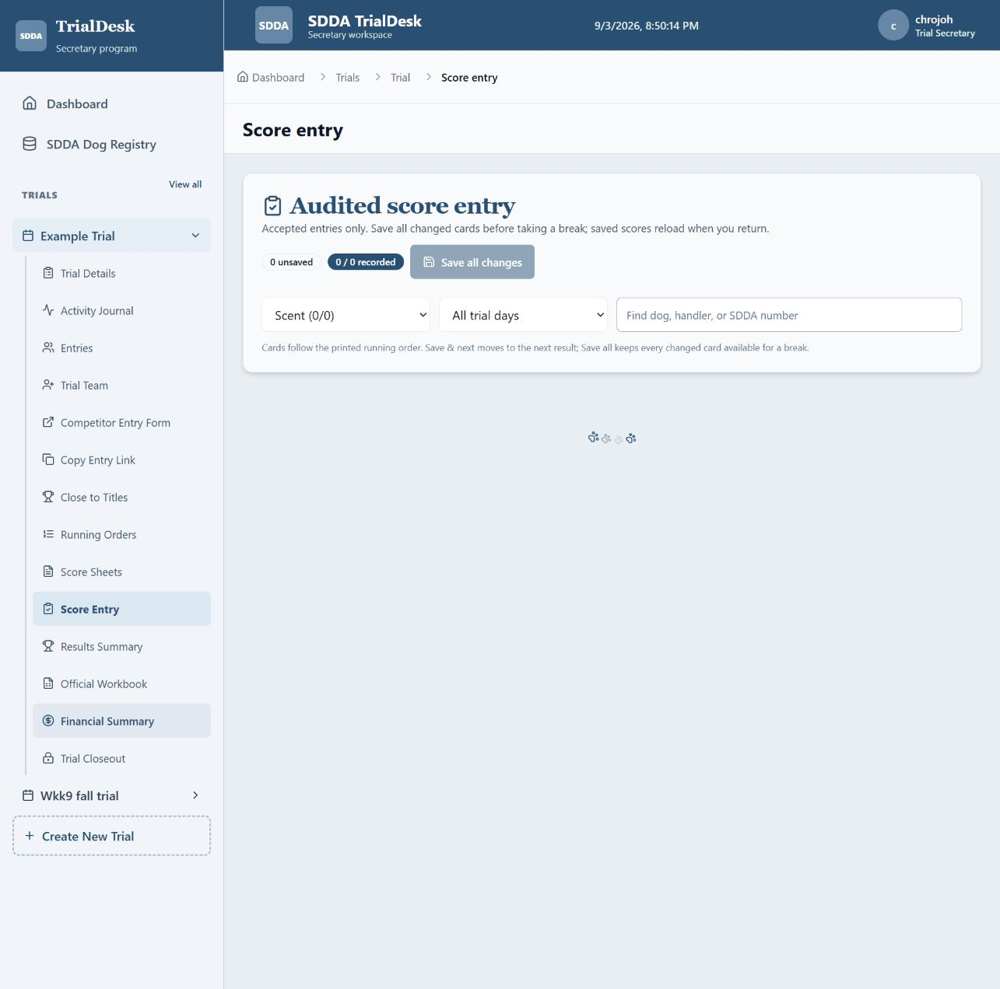 SDDA
TrialDesk
Secretary program
SDDA
SDDA TrialDesk
Secretary workspace
9/3/2026, 8:50:14 PM
c
chrojoh
Trial Secretary
Dashboard
SDDA Dog Registry
TRIALS
View all
Example Trial
Trial Details
Activity Journal
Entries
Trial Team
Competitor Entry Form
Copy Entry Link
Close to Titles
Running Orders
Score Sheets
Score Entry
Results Summary
Official Workbook
Financial Summary
Trial Closeout
Wkk9 fall trial
+ Create New Trial
Dashboard > Trials > Trial > Score entry
Score entry
Audited score entry
Accepted entries only. Save all changed cards before taking a break; saved scores reload when you return.
0 unsaved
0 / 0 recorded
Save all changes
Scent (0/0)
All trial days
Find dog, handler, or SDDA number
Cards follow the printed running order. Save & next moves to the next result; Save all keeps every changed card available for a break.